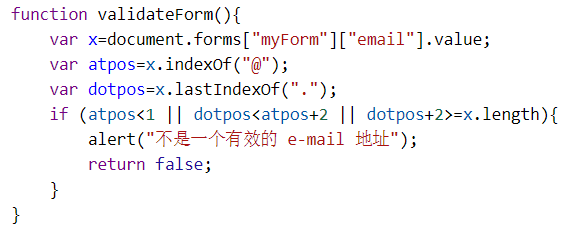 function validateForm(){
    var x=document.forms["myForm"]["email"].value;
    var atpos=x.indexOf("@");
    var dotpos=x.lastIndexOf(".");
    if (atpos<1 || dotpos<atpos+2 || dotpos+2>=x.length){
        alert("不是一个有效的 e-mail 地址");
        return false;
    }
}